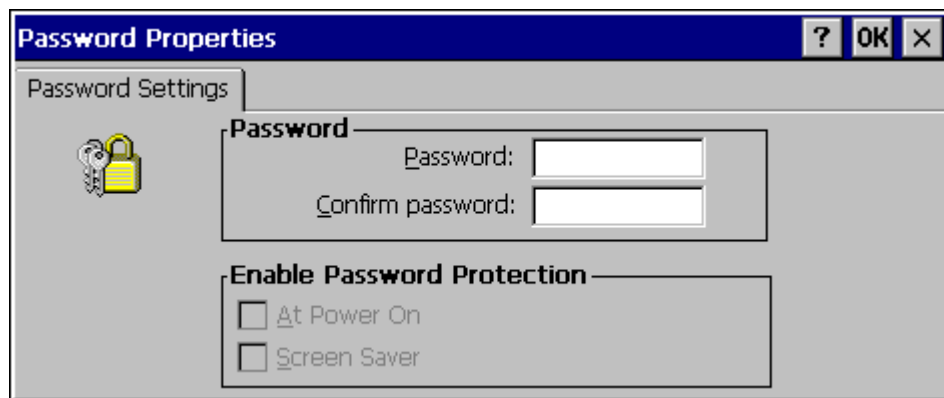 Password Properties ? OK ×
Password Settings
Password
Password:
Confirm password:
Enable Password Protection
At Power On
Screen Saver